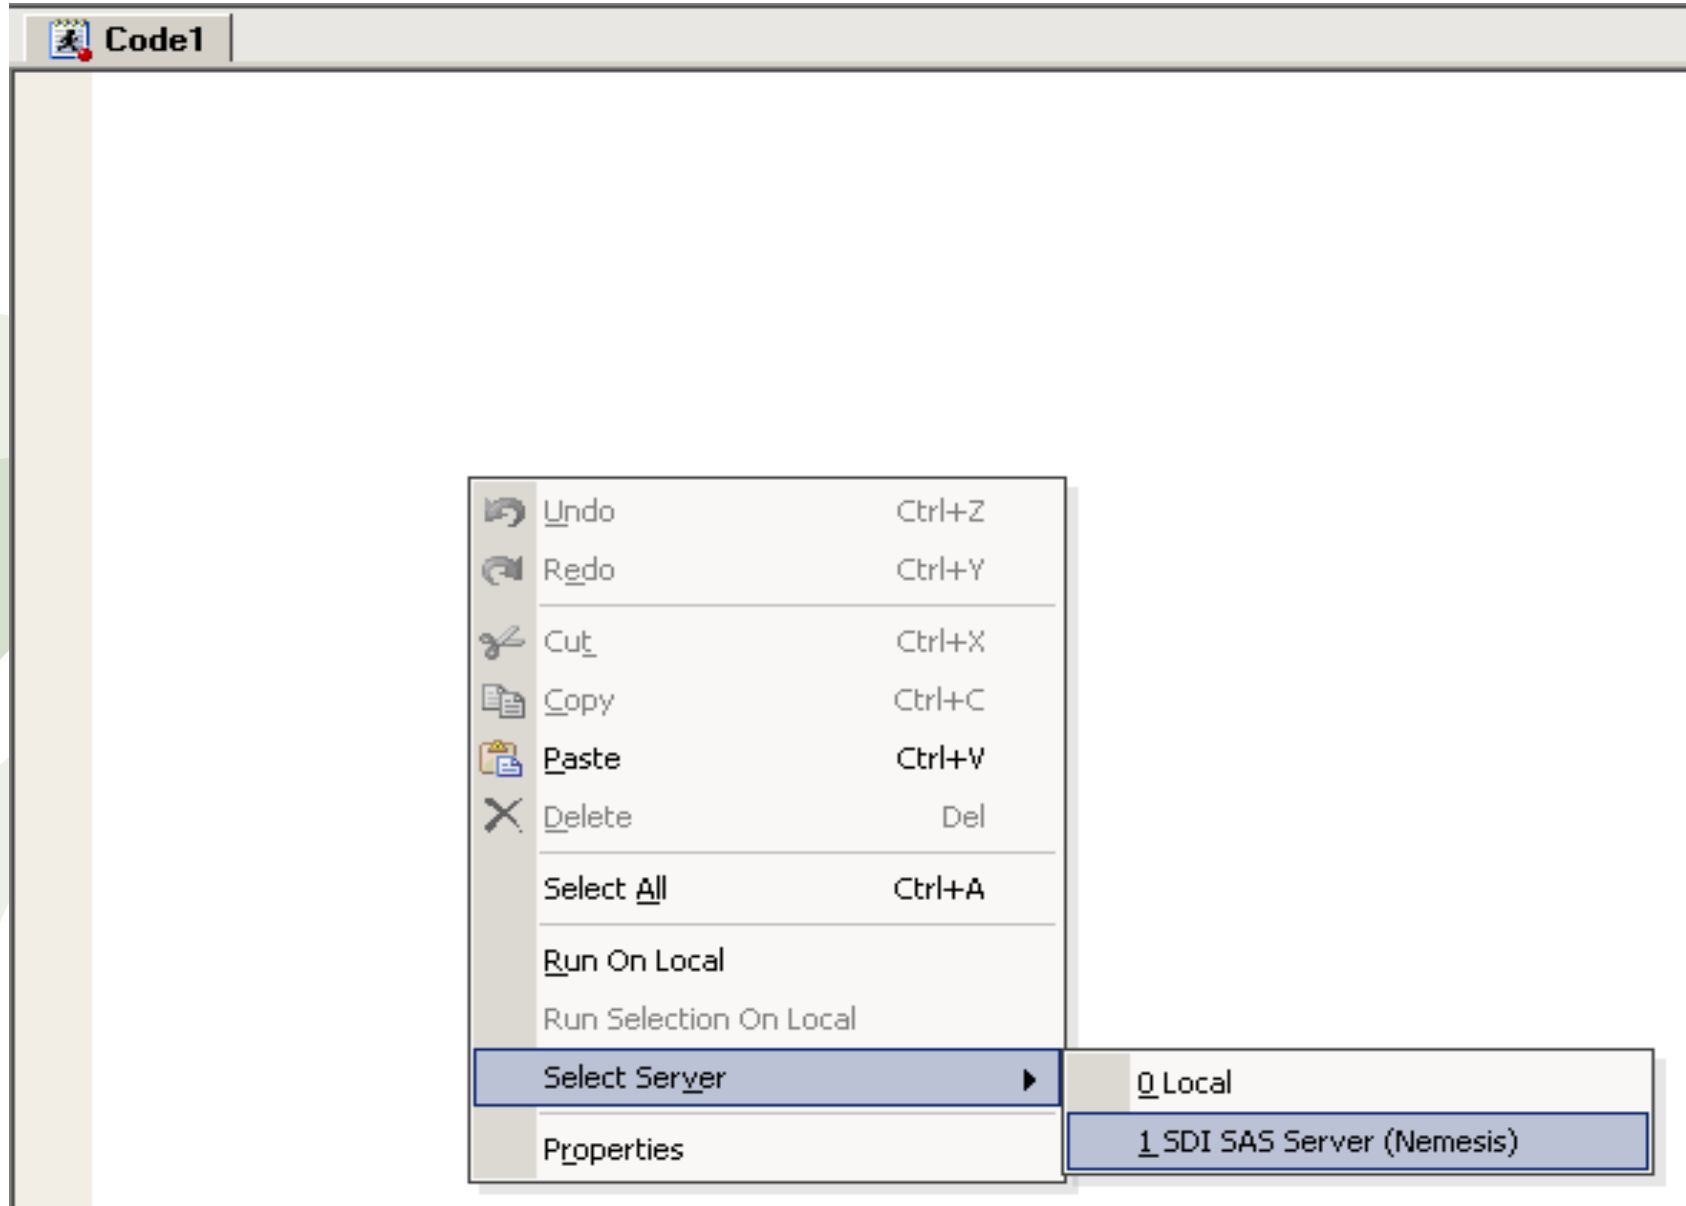 Code1
Undo Ctrl+Z
Redo Ctrl+Y
Cut Ctrl+X
Copy Ctrl+C
Paste Ctrl+V
Delete Del
Select All Ctrl+A
Run On Local
Run Selection On Local
Select Server
0 Local
1 SDI SAS Server (Nemesis)
Properties